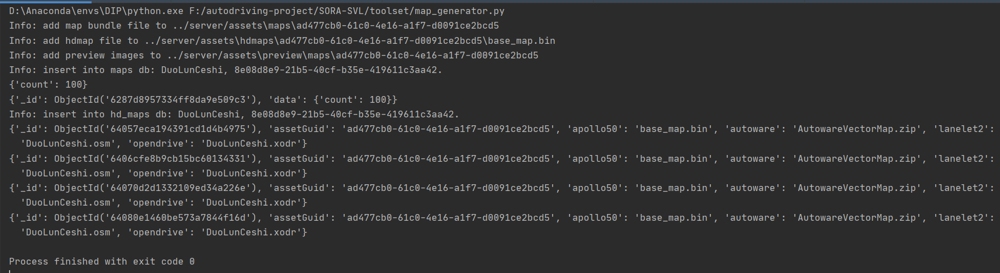 D:\Anaconda\envs\DIP\python.exe F:/autodriving-project/SORA-SVL/toolset/map_generator.py
Info: add map bundle file to ../server/assets\maps\ad477cb0-61c0-4e16-a1f7-d0091ce2bcd5
Info: add hdmap file to ../server/assets\hdmaps\ad477cb0-61c0-4e16-a1f7-d0091ce2bcd5\base_map.bin
Info: add preview images to ../server/assets\preview\maps\ad477cb0-61c0-4e16-a1f7-d0091ce2bcd5
Info: insert into maps db: DuoLunCeshi, 8e08d8e9-21b5-40cf-b35e-419611c3aa42.
{'count': 100}
{'_id': ObjectId('6287d8957334ff8da9e509c3'), 'data': {'count': 100}}
Info: insert into hd_maps db: DuoLunCeshi, 8e08d8e9-21b5-40cf-b35e-419611c3aa42.
{'_id': ObjectId('64057eca194391cd1d4b4975'), 'assetGuid': 'ad477cb0-61c0-4e16-a1f7-d0091ce2bcd5', 'apollo50': 'base_map.bin', 'autoware': 'AutowareVectorMap.zip', 'lanelet2':
'DuoLunCeshi.osm', 'opendrive': 'DuoLunCeshi.xodr'}
{'_id': ObjectId('6406cfe8b9cb15bc60134331'), 'assetGuid': 'ad477cb0-61c0-4e16-a1f7-d0091ce2bcd5', 'apollo50': 'base_map.bin', 'autoware': 'AutowareVectorMap.zip', 'lanelet2':
'DuoLunCeshi.osm', 'opendrive': 'DuoLunCeshi.xodr'}
{'_id': ObjectId('64070d2d1332109ed34a226e'), 'assetGuid': 'ad477cb0-61c0-4e16-a1f7-d0091ce2bcd5', 'apollo50': 'base_map.bin', 'autoware': 'AutowareVectorMap.zip', 'lanelet2':
'DuoLunCeshi.osm', 'opendrive': 'DuoLunCeshi.xodr'}
{'_id': ObjectId('64080e1460be573a7844f16d'), 'assetGuid': 'ad477cb0-61c0-4e16-a1f7-d0091ce2bcd5', 'apollo50': 'base_map.bin', 'autoware': 'AutowareVectorMap.zip', 'lanelet2':
'DuoLunCeshi.osm', 'opendrive': 'DuoLunCeshi.xodr'}
Process finished with exit code 0